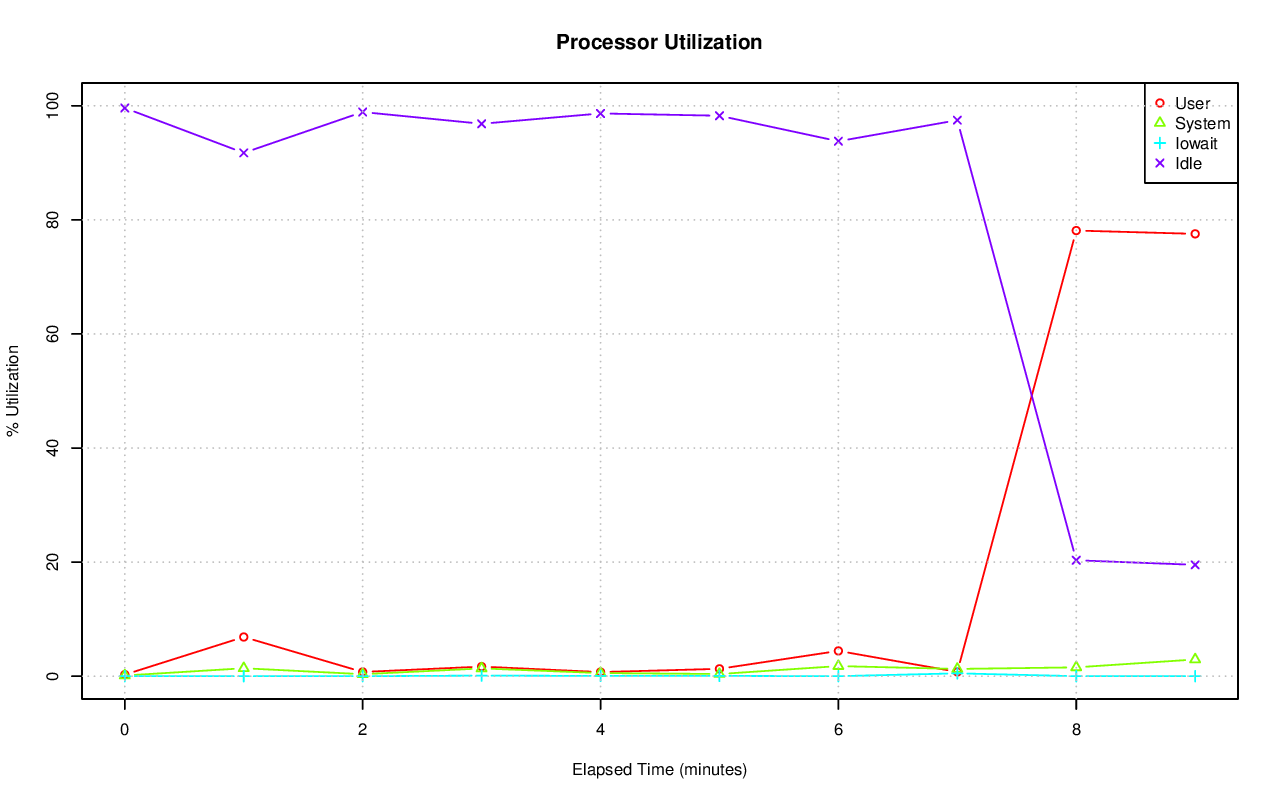 Processor Utilization
User
System
Iowait
Idle
100
80
60
40
20
0
% Utilization
0 2 4 6 8
Elapsed Time (minutes)